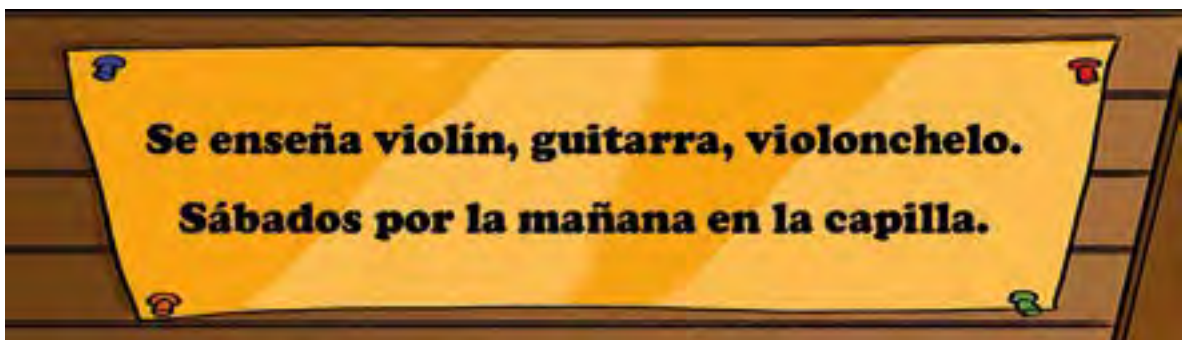 Se enseña violín, guitarra, violonchelo.
Sábados por la mañana en la capilla.